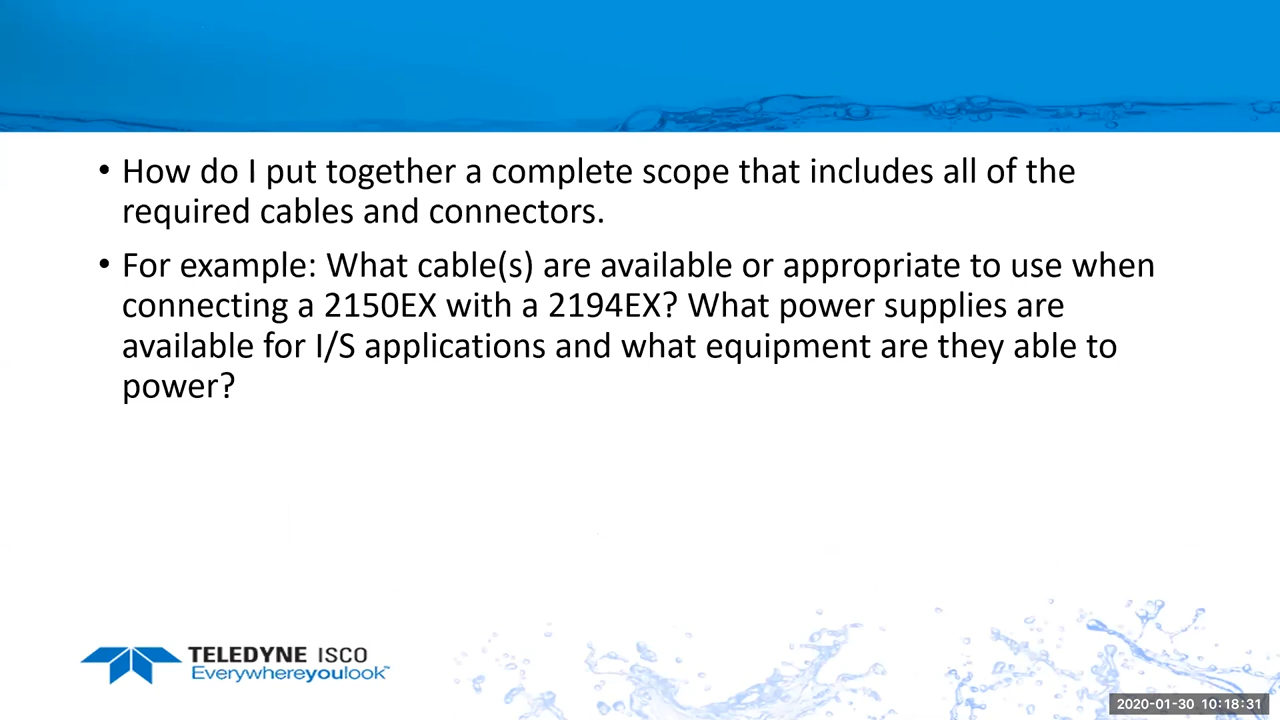 • How do I put together a complete scope that includes all of the
required cables and connectors.
• For example: What cable(s) are available or appropriate to use when
connecting a 2150EX with a 2194EX? What power supplies are
available for I/S applications and what equipment are they able to
power?
TELEDYNE ISCO
Everywhereyoulook™
2020-01-30 10:18:31